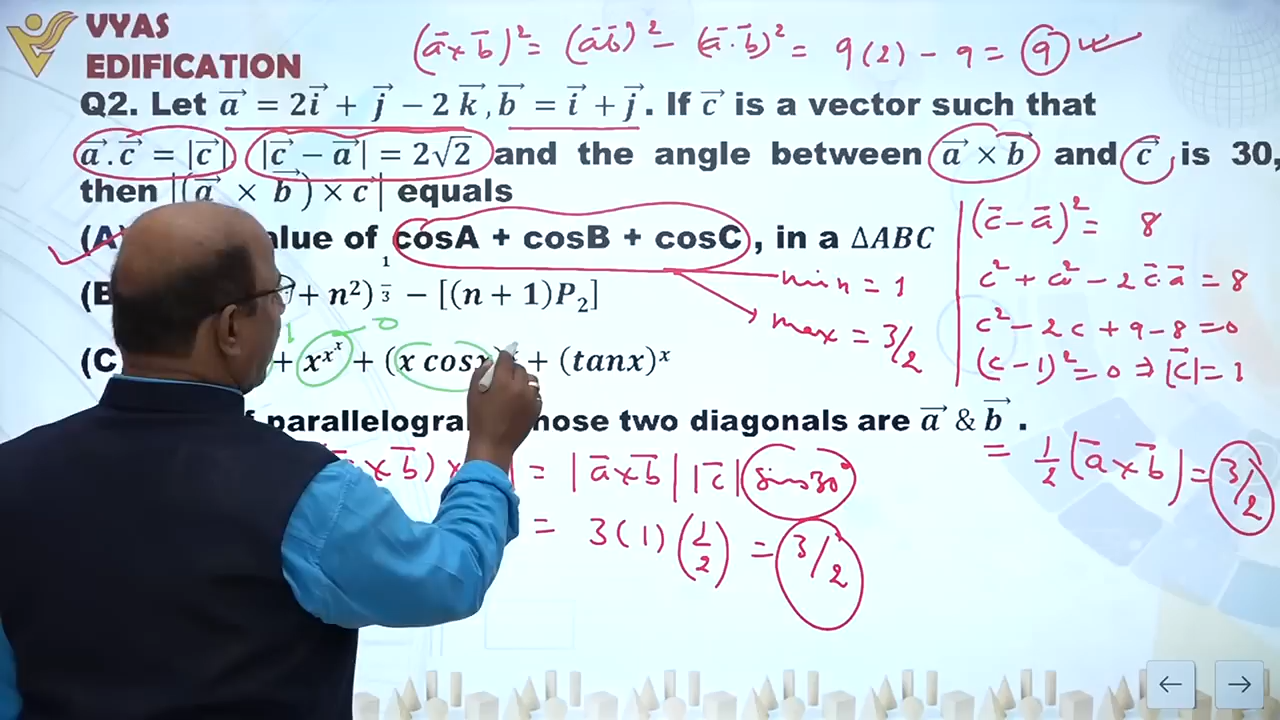 VYAS
EDIFICATION
(a̅×b̅)² = (a̅b̅)² − (a̅·b̅)² = 9(2) − 9 = 9
Q2. Let a⃗ = 2i⃗ + j⃗ − 2k⃗, b⃗ = i⃗ + j⃗. If c⃗ is a vector such that
a⃗.c⃗ = |c⃗| |c⃗ − a⃗| = 2√2 and the angle between a⃗ × b⃗ and c⃗ is 30,
then |(a⃗ × b⃗) × c| equals
(A) value of cosA + cosB + cosC, in a ΔABC
(B) + n²)^{1/3} − [(n + 1)P₂]
(C) + x^{x^x} + (x cosx + (tanx)^x
parallelogram whose two diagonals are a⃗ & b⃗.
min = 1
max = 3/2
(c̅−a̅)² = 8
c² + a² − 2c̅·a̅ = 8
c² − 2c + 9 − 8 = 0
(c−1)² = 0 ⇒ |c̅| = 1
= 1/2 |a̅×b̅| = 3/2
×b̅) × | = |a̅×b̅| |c̅| sin30°
= 3(1)(1/2) = 3/2
1
0
← →